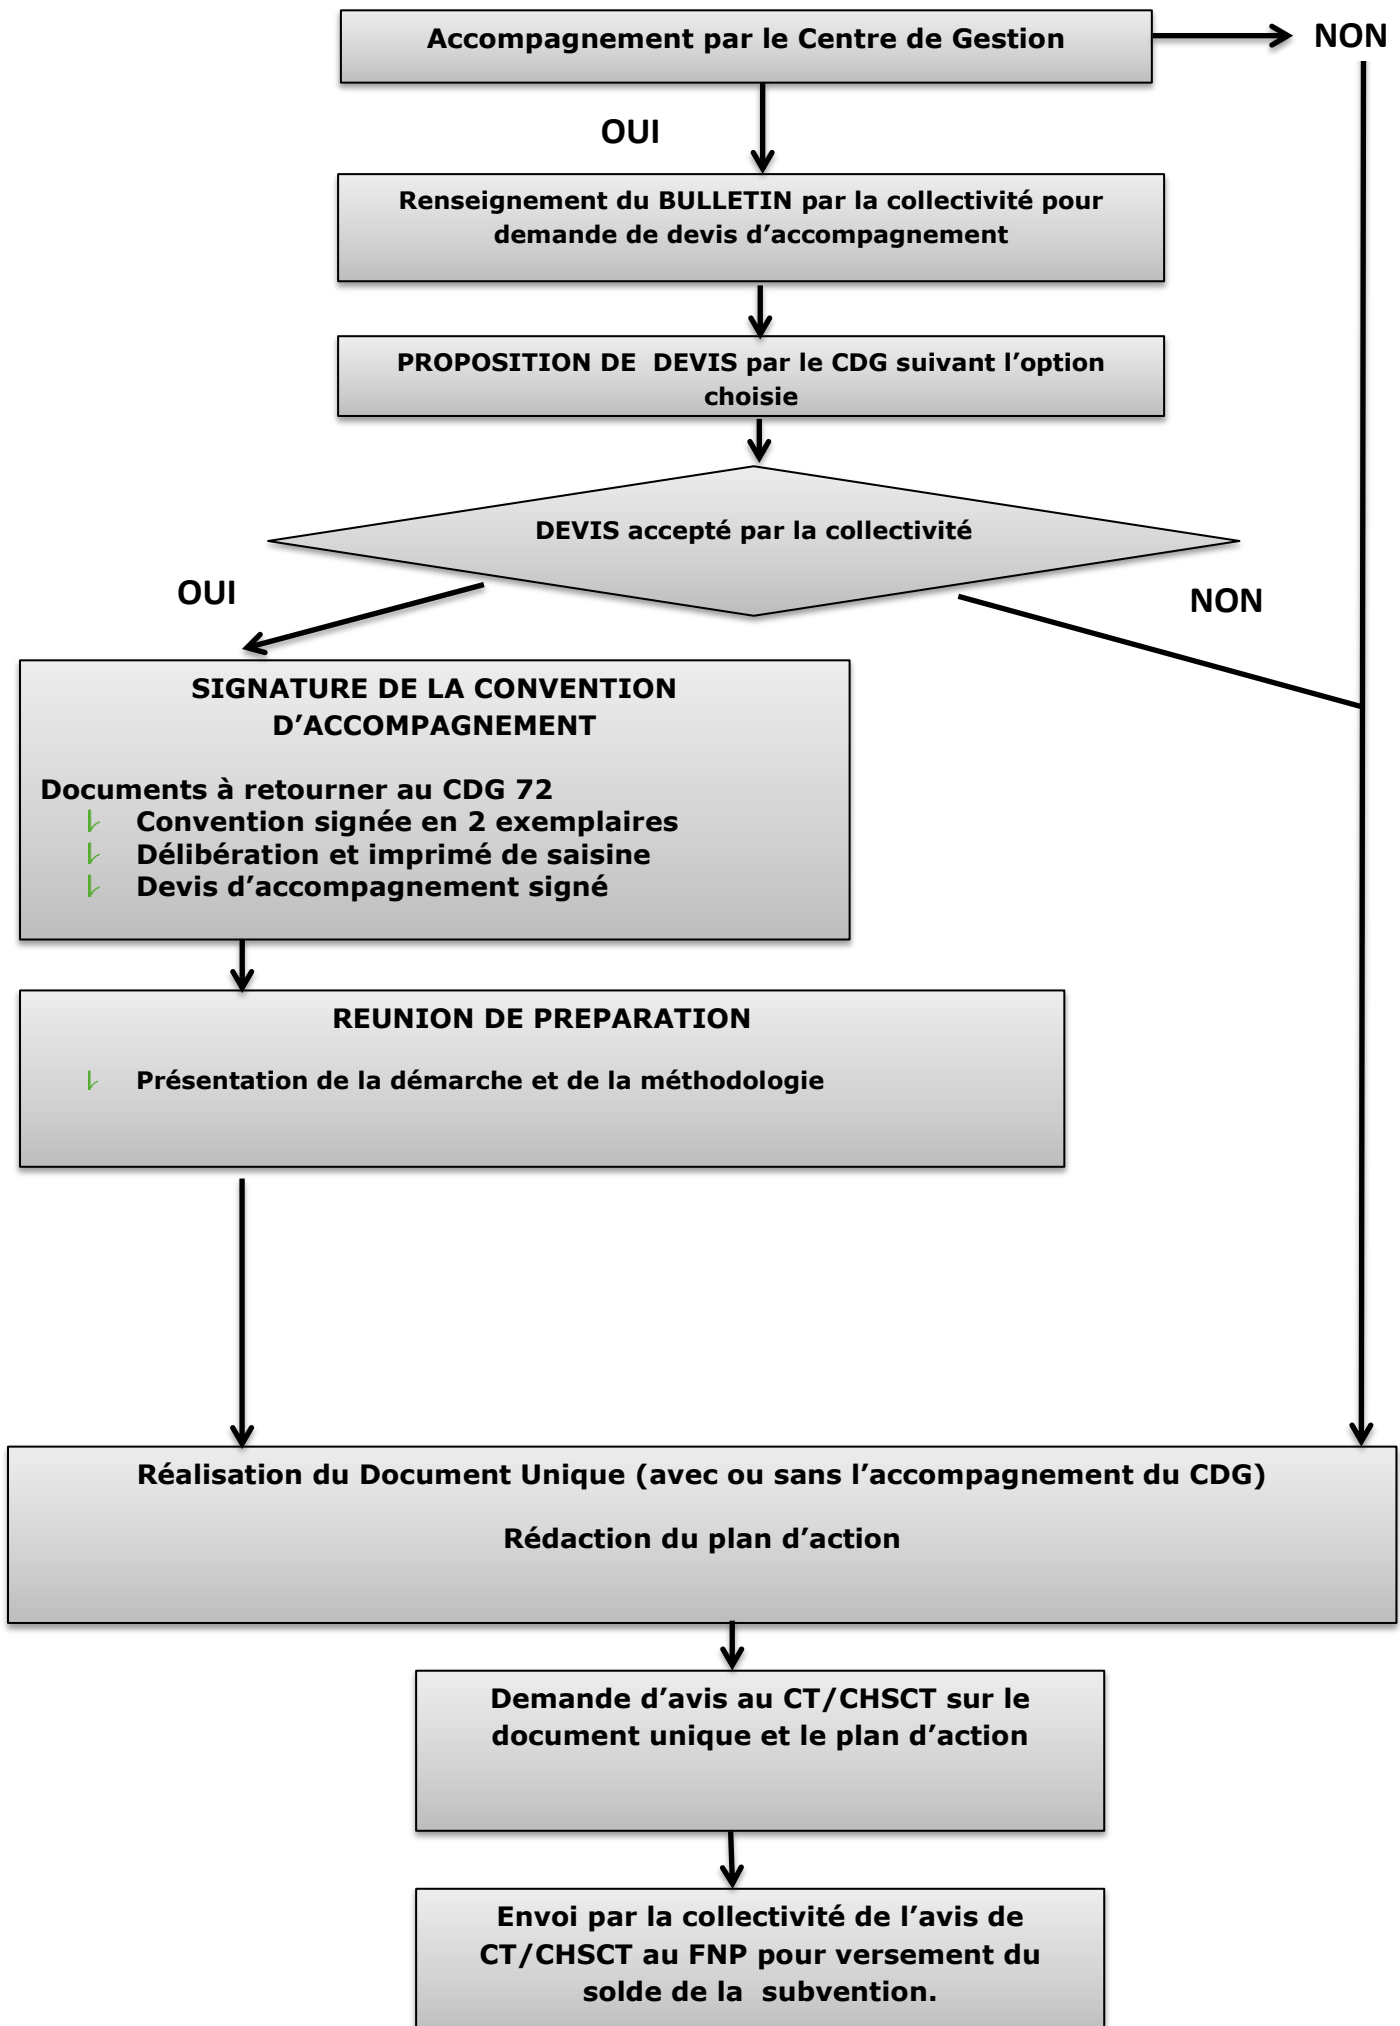 Accompagnement par le Centre de Gestion
NON
OUI
Renseignement du BULLETIN par la collectivité pour
demande de devis d’accompagnement
PROPOSITION DE  DEVIS par le CDG suivant l’option
choisie
DEVIS accepté par la collectivité
OUI
NON
SIGNATURE DE LA CONVENTION
D’ACCOMPAGNEMENT
Documents à retourner au CDG 72
Convention signée en 2 exemplaires
Délibération et imprimé de saisine
Devis d’accompagnement signé
REUNION DE PREPARATION
Présentation de la démarche et de la méthodologie
Réalisation du Document Unique (avec ou sans l’accompagnement du CDG)
Rédaction du plan d’action
Demande d’avis au CT/CHSCT sur le
document unique et le plan d’action
Envoi par la collectivité de l’avis de
CT/CHSCT au FNP pour versement du
solde de la  subvention.